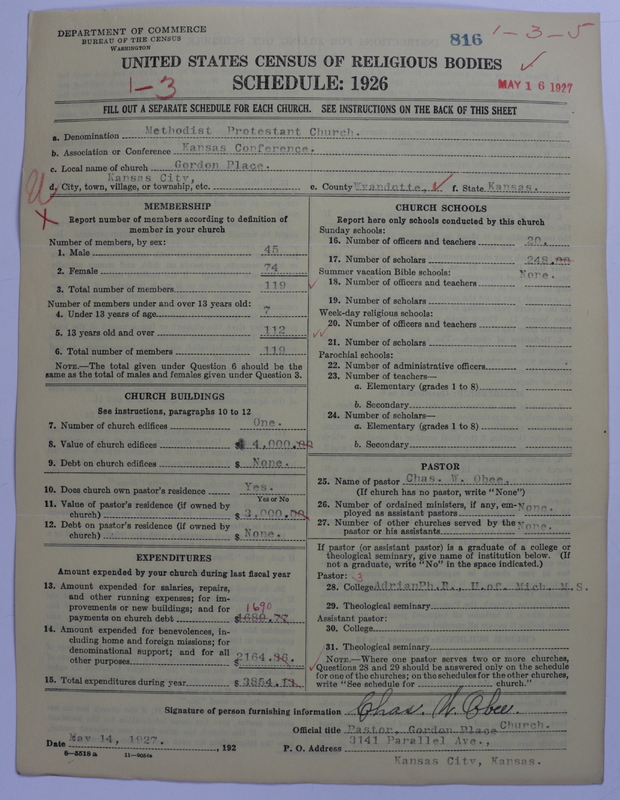 DEPARTMENT OF COMMERCE
BUREAU OF THE CENSUS
WASHINGTON
816
1-3-5
UNITED STATES CENSUS OF RELIGIOUS BODIES
1-3
SCHEDULE: 1926
MAY 16 1927
FILL OUT A SEPARATE SCHEDULE FOR EACH CHURCH. SEE INSTRUCTIONS ON THE BACK OF THIS SHEET
a. Denomination Methodist Protestant Church.
b. Association or Conference Kansas Conference.
c. Local name of church Gordon Place.
d. City, town, village, or township, etc. Kansas City, e. County Wyandotte, f. State Kansas.
MEMBERSHIP
Report number of members according to definition of
member in your church
Number of members, by sex:
1. Male 45
2. Female 74
3. Total number of members 119
Number of members under and over 13 years old:
4. Under 13 years of age 7
5. 13 years old and over 112
6. Total number of members 119
NOTE.—The total given under Question 6 should be the
same as the total of males and females given under Question 3.
CHURCH BUILDINGS
See instructions, paragraphs 10 to 12
7. Number of church edifices One.
8. Value of church edifices $ 4,000.00
9. Debt on church edifices $ None.
10. Does church own pastor's residence Yes.
Yes or No
11. Value of pastor's residence (if owned by
church) $ 3,000.00
12. Debt on pastor's residence (if owned by
church) $ None.
EXPENDITURES
Amount expended by your church during last fiscal year
13. Amount expended for salaries, repairs,
and other running expenses; for im-
provements or new buildings; and for
payments on church debt 1690 $1689.77
14. Amount expended for benevolences, in-
cluding home and foreign missions; for
denominational support; and for all
other purposes $2164.96.
15. Total expenditures during year $ 3854.73.
CHURCH SCHOOLS
Report here only schools conducted by this church
Sunday schools:
16. Number of officers and teachers 20.
17. Number of scholars 248.00
Summer vacation Bible schools: None.
18. Number of officers and teachers
19. Number of scholars
Week-day religious schools:
20. Number of officers and teachers
21. Number of scholars
Parochial schools:
22. Number of administrative officers
23. Number of teachers—
a. Elementary (grades 1 to 8)
b. Secondary
24. Number of scholars—
a. Elementary (grades 1 to 8)
b. Secondary
PASTOR
25. Name of pastor Chas. W. Obee,
(If church has no pastor, write "None")
26. Number of ordained ministers, if any, em-
ployed as assistant pastors None.
27. Number of other churches served by the
pastor or his assistants None.
If pastor (or assistant pastor) is a graduate of a college or
theological seminary, give name of institution below. (If
not a graduate, write "No" in the space indicated.)
Pastor: 3
28. College Adrian Ph.B., U.of. Mich. M.S.
29. Theological seminary
Assistant pastor:
30. College
31. Theological seminary
NOTE.—Where one pastor serves two or more churches,
Questions 28 and 29 should be answered only on the schedule
for one of the churches; on the schedules for the other churches,
write "See schedule for church."
Signature of person furnishing information Chas. W. Obee.
Official title Pastor, Gordon Place Church.
Date May 14, 1927. , 192 P. O. Address 3141 Parallel Ave.,
Kansas City, Kansas.